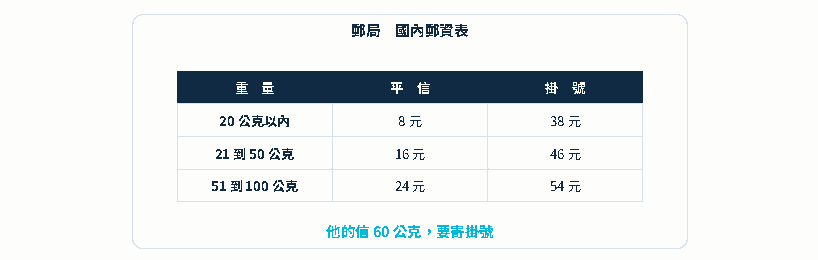 郵局　國內郵資表
重　量　平　信　掛　號
20 公克以內　8 元　38 元
21 到 50 公克　16 元　46 元
51 到 100 公克　24 元　54 元
他的信 60 公克，要寄掛號